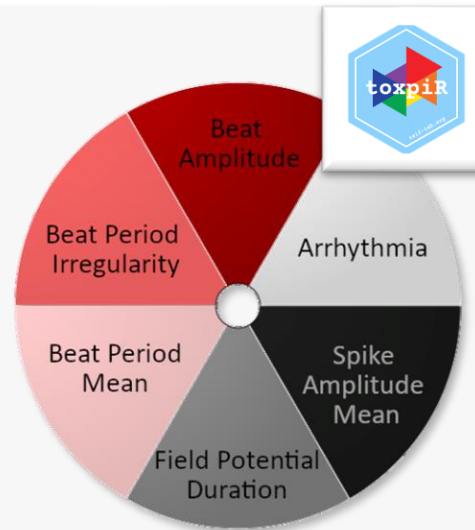 toxpiR
Beat
Amplitude
Beat Period
Irregularity
Arrhythmia
Beat Period
Mean
Spike
Amplitude
Mean
Field Potential
Duration